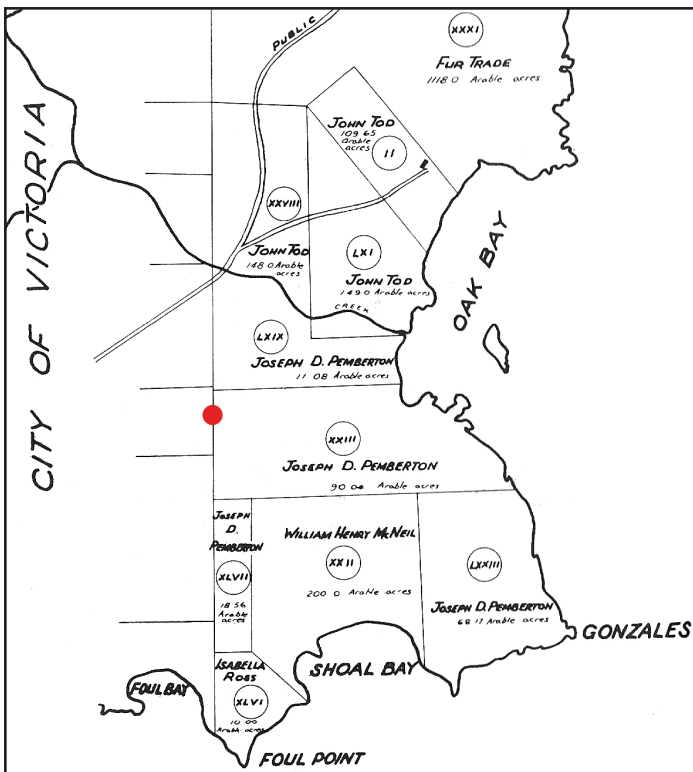 PUBLIC
XXXI
FUR TRADE
1118 0 Arable acres
JOHN TOD
109 65
Arable
acres
II
XXVIII
JOHN TOD
148 0 Arable
acres
LXI
JOHN TOD
149 0 Arable
acres
CREEK
CITY OF VICTORIA
OAK BAY
LXIX
JOSEPH D. PEMBERTON
11 08 Arable acres
XXIII
JOSEPH D. PEMBERTON
90 04 Arable acres
JOSEPH
D.
PEMBERTON
XLVII
18 56
Arable
acres
WILLIAM HENRY MCNEIL
XXII
200 0 Arable acres
LXXIII
JOSEPH D. PEMBERTON
68 17 Arable acres
GONZALES
SHOAL BAY
ISABELLA
ROSS
XLVI
10 00
Arable acres
FOUL BAY
FOUL POINT